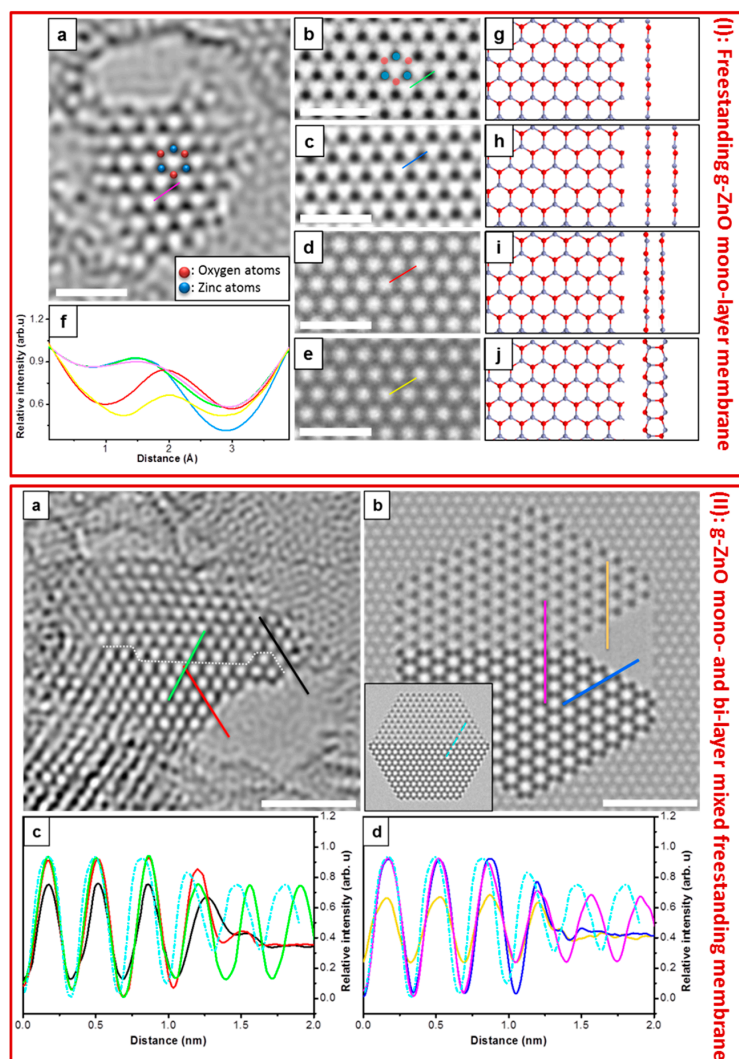 a
b
g
c
h
: Oxygen atoms
: Zinc atoms
d
i
f
1.2
0.9
0.6
Relative intensity (arb.u)
1
2
3
Distance (Å)
e
j
(I): Freestanding g-ZnO mono-layer membrane
a
b
c
1.2
1.0
0.8
0.6
0.4
0.2
0.0
Relative intensity (arb. u)
0.0
0.5
1.0
1.5
2.0
Distance (nm)
d
1.2
1.0
0.8
0.6
0.4
0.2
0.0
Relative intensity (arb. u)
0.0
0.5
1.0
1.5
2.0
Distance (nm)
(II): g-ZnO mono- and bi-layer mixed freestanding membrane